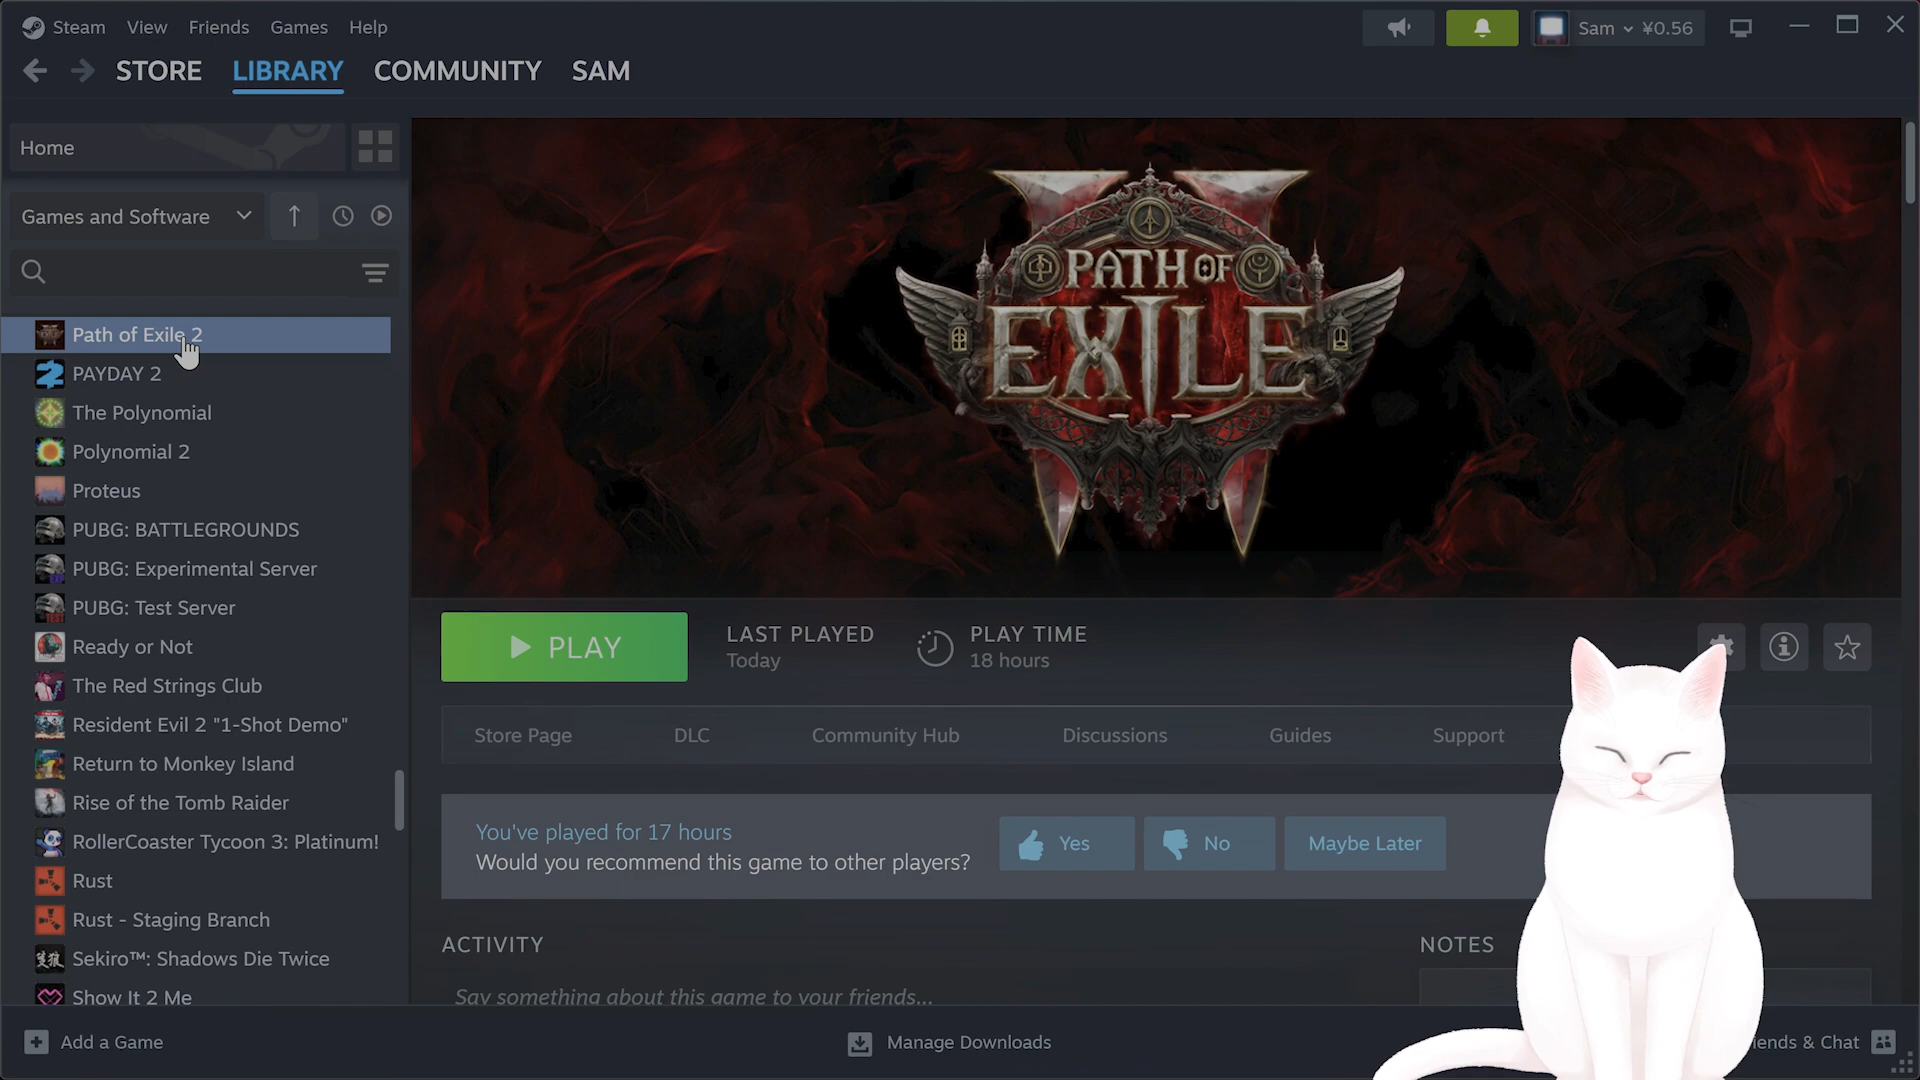 Steam View Friends Games Help
Sam ¥0.56
STORE LIBRARY COMMUNITY SAM
Home
Games and Software
Path of Exile 2
PAYDAY 2
The Polynomial
Polynomial 2
Proteus
PUBG: BATTLEGROUNDS
PUBG: Experimental Server
PUBG: Test Server
Ready or Not
The Red Strings Club
Resident Evil 2 "1-Shot Demo"
Return to Monkey Island
Rise of the Tomb Raider
RollerCoaster Tycoon 3: Platinum!
Rust
Rust - Staging Branch
Sekiro™: Shadows Die Twice
Show It 2 Me
PATH OF
EXILE
II
PLAY
LAST PLAYED
Today
PLAY TIME
18 hours
Store Page DLC Community Hub Discussions Guides Support
You've played for 17 hours
Would you recommend this game to other players?
Yes No Maybe Later
ACTIVITY
NOTES
Say something about this game to your friends...
Add a Game
Manage Downloads
iends & Chat